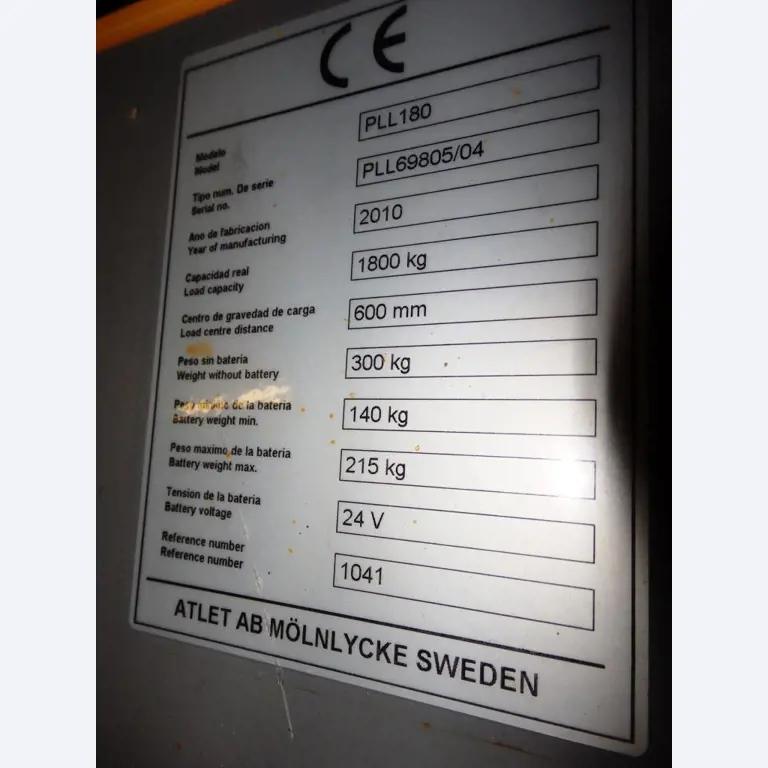 CE
Modelo
Model
PLL180
Tipo num. De serie
Serial no.
PLL69805/04
Ano de fabricacion
Year of manufacturing
2010
Capacidad real
Load capacity
1800 kg
Centro de gravedad de carga
Load centre distance
600 mm
Peso sin bateria
Weight without battery
300 kg
Peso minimo de la bateria
Battery weight min.
140 kg
Peso maximo de la bateria
Battery weight max.
215 kg
Tension de la bateria
Battery voltage
24 V
Reference number
Reference number
1041
ATLET AB MÖLNLYCKE SWEDEN